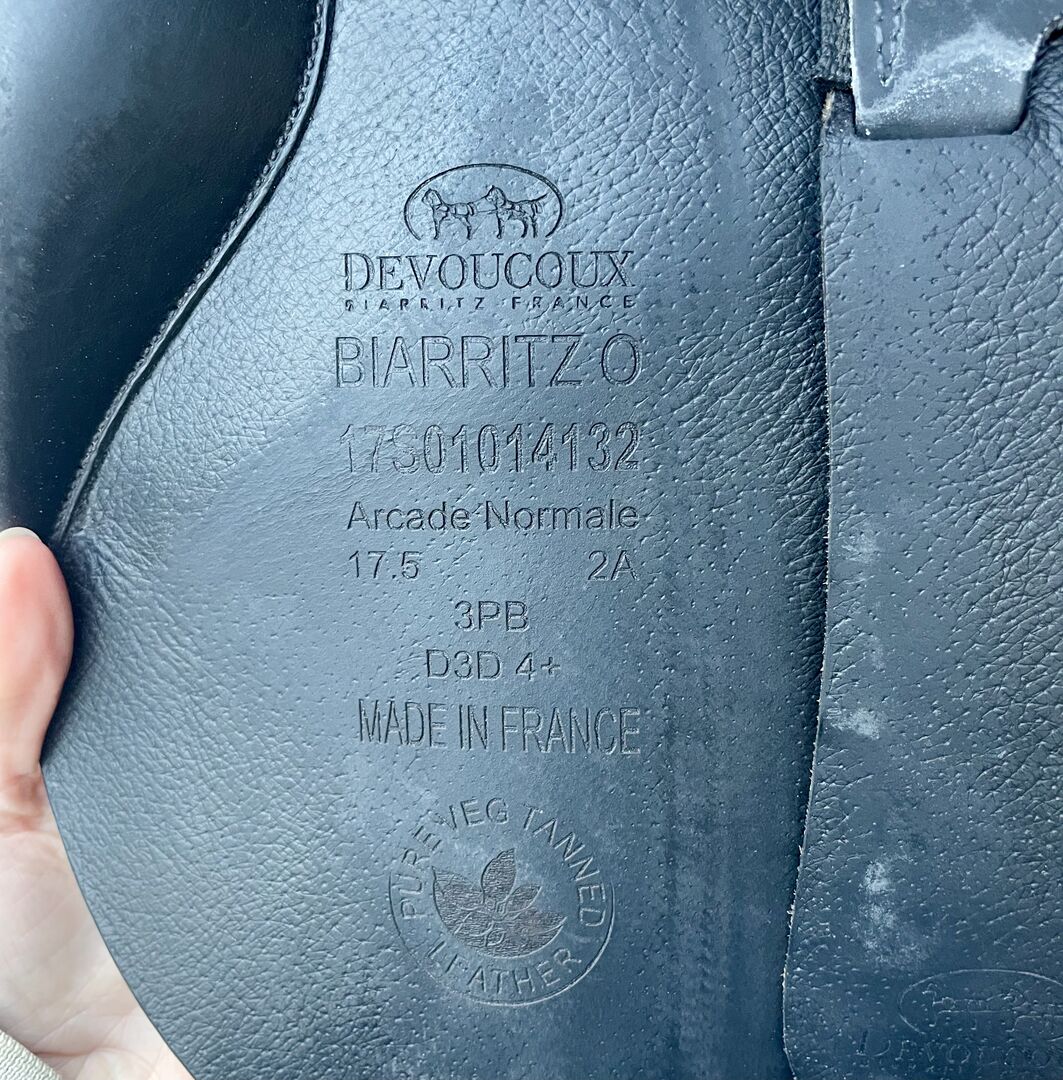 DEVOUCOUX
BIARRITZ FRANCE
BIARRITZ O
17S01014132
Arcade Normale
17.5 2A
3PB
D3D 4+
MADE IN FRANCE
PURE VEG TANNED
LEATHER
DEVOUCO